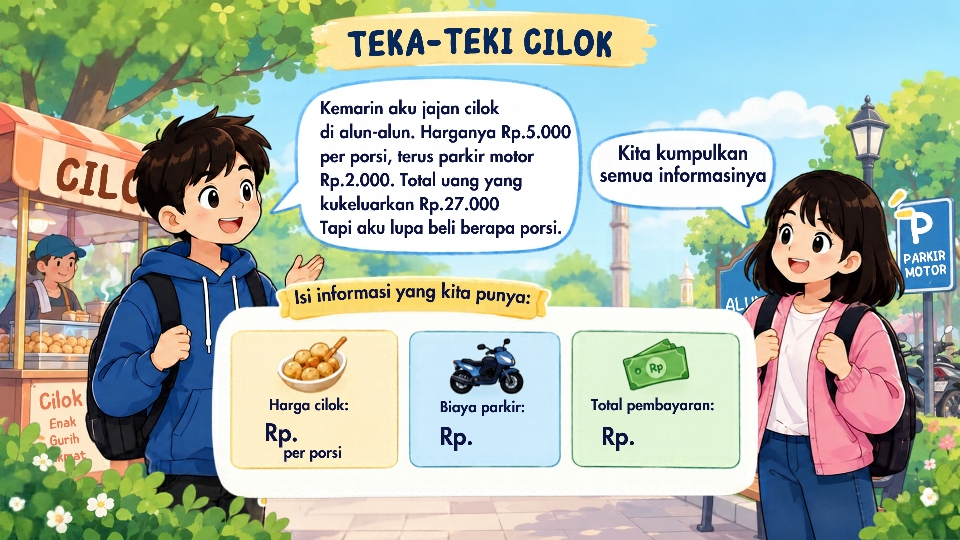 TEKA-TEKI CILOK
Kemarin aku jajan cilok
di alun-alun. Harganya Rp.5.000
per porsi, terus parkir motor
Rp.2.000. Total uang yang
kukeluarkan Rp.27.000
Tapi aku lupa beli berapa porsi.
Kita kumpulkan
semua informasinya
CILO
P
PARKIR
MOTOR
ALU
Isi informasi yang kita punya:
Harga cilok:
Rp.
per porsi
Biaya parkir:
Rp.
Rp
Total pembayaran:
Rp.
Cilok
Enak
Gurih